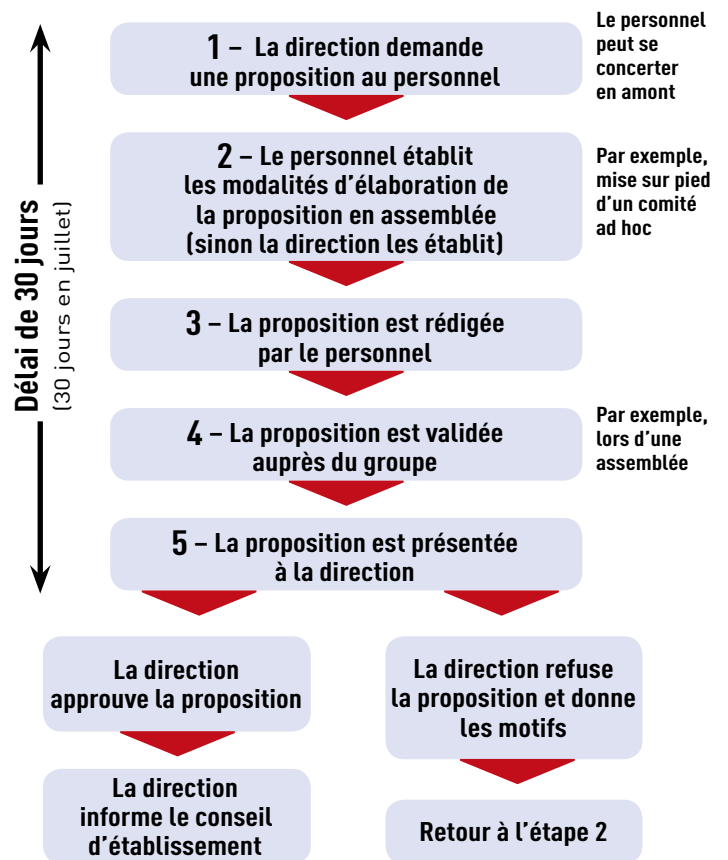 Délai de 30 jours
(30 jours en juillet)
1 – La direction demande
une proposition au personnel
Le personnel
peut se
concerter
en amont
2 – Le personnel établit
les modalités d’élaboration de
la proposition en assemblée
(sinon la direction les établit)
Par exemple,
mise sur pied
d’un comité
ad hoc
3 – La proposition est rédigée
par le personnel
4 – La proposition est validée
auprès du groupe
Par exemple,
lors d’une
assemblée
5 – La proposition est présentée
à la direction
La direction
approuve la proposition
La direction refuse
la proposition et donne
les motifs
La direction
informe le conseil
d’établissement
Retour à l’étape 2